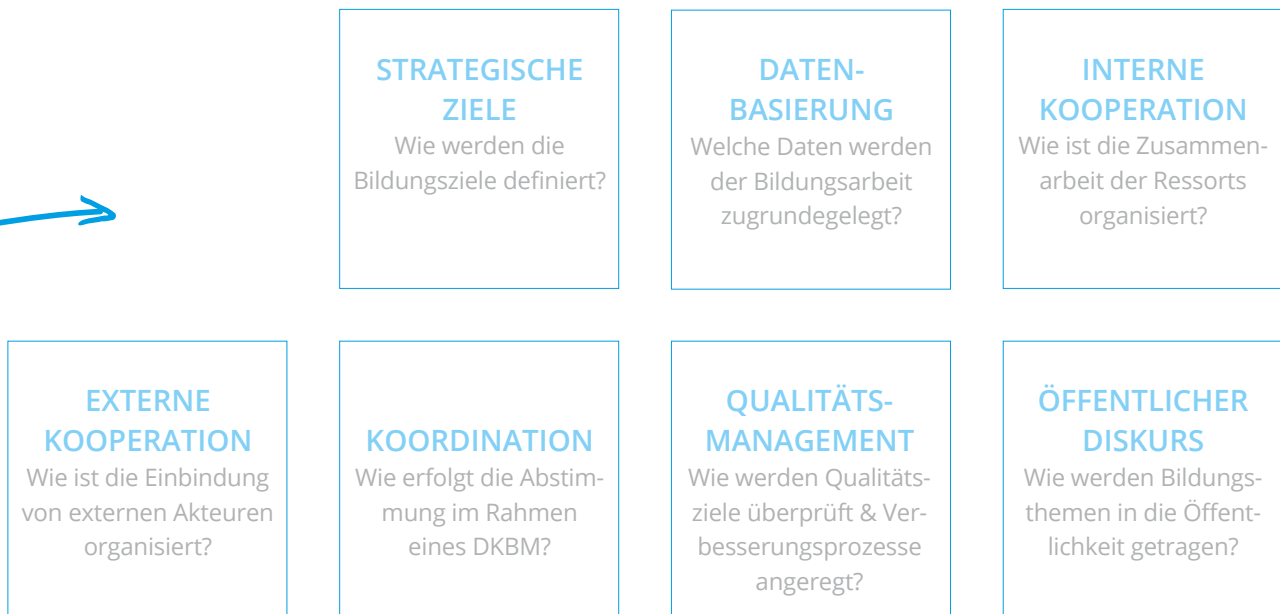 STRATEGISCHE
ZIELE
Wie werden die
Bildungsziele definiert?
DATEN-
BASIERUNG
Welche Daten werden
der Bildungsarbeit
zugrundegelegt?
INTERNE
KOOPERATION
Wie ist die Zusammen-
arbeit der Ressorts
organisiert?
EXTERNE
KOOPERATION
Wie ist die Einbindung
von externen Akteuren
organisiert?
KOORDINATION
Wie erfolgt die Abstim-
mung im Rahmen
eines DKBM?
QUALITÄTS-
MANAGEMENT
Wie werden Qualitäts-
ziele überprüft & Ver-
besserungsprozesse
angeregt?
ÖFFENTLICHER
DISKURS
Wie werden Bildungs-
themen in die Öffent-
lichkeit getragen?